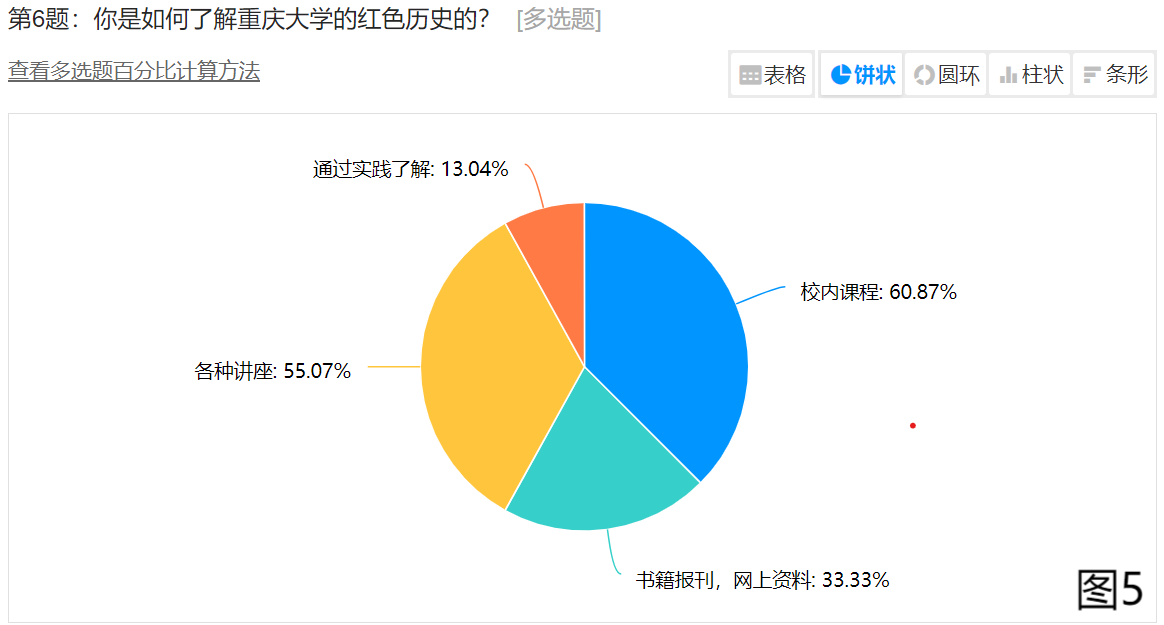 第6题：你是如何了解重庆大学的红色历史的? [多选题]
查看多选题百分比计算方法
表格 饼状 圆环 柱状 条形
通过实践了解: 13.04%
校内课程: 60.87%
各种讲座: 55.07%
书籍报刊，网上资料: 33.33%
图5